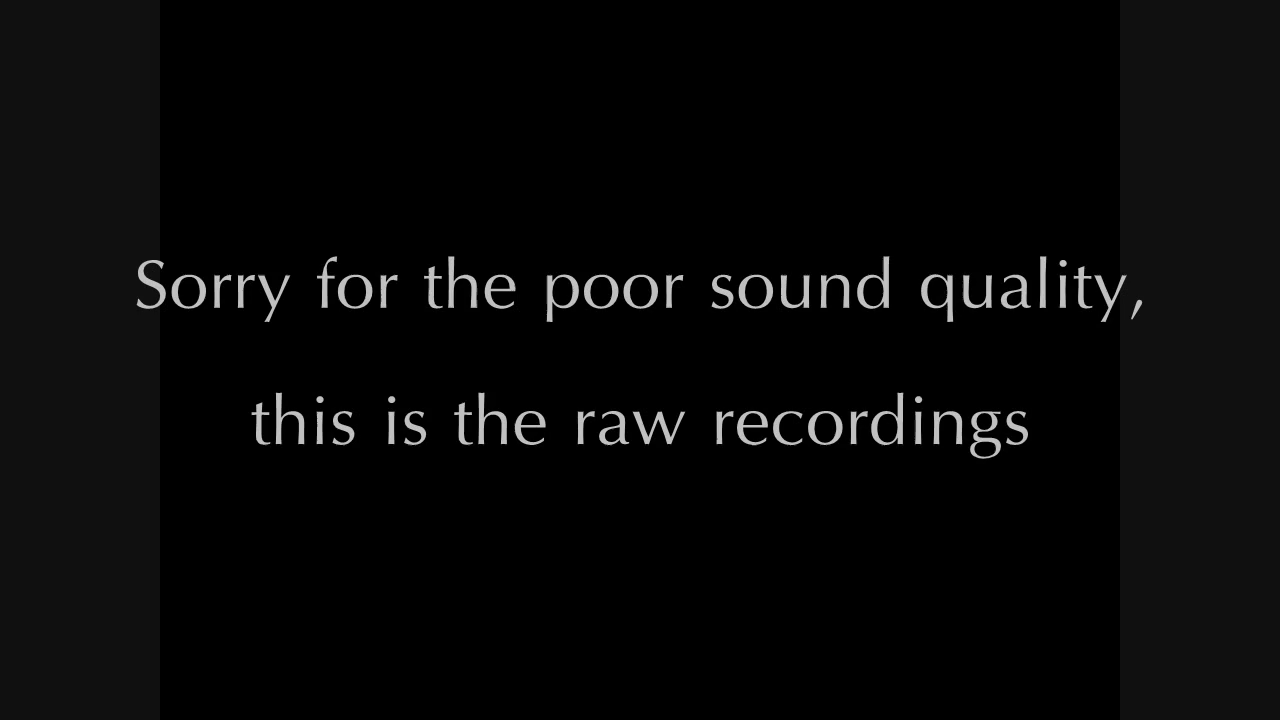 Sorry for the poor sound quality,
this is the raw recordings